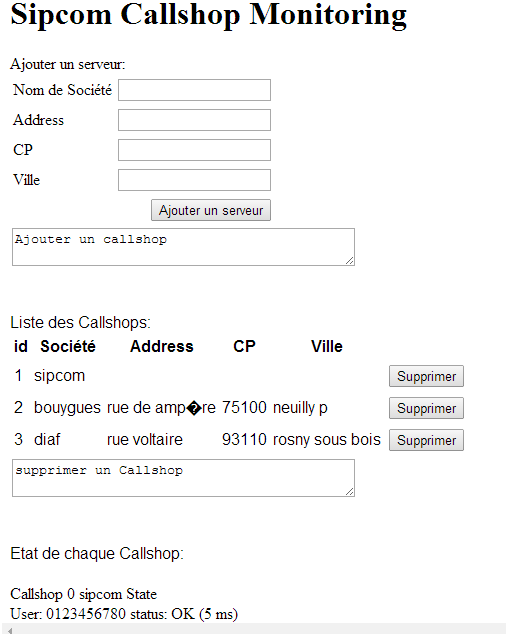 Sipcom Callshop Monitoring
Ajouter un serveur:
Nom de Société
Address
CP
Ville
Ajouter un serveur
Ajouter un callshop
Liste des Callshops:
id Société Address CP Ville
1 sipcom Supprimer
2 bouygues rue de amp�re 75100 neuilly p Supprimer
3 diaf rue voltaire 93110 rosny sous bois Supprimer
supprimer un Callshop
Etat de chaque Callshop:
Callshop 0 sipcom State
User: 0123456780 status: OK (5 ms)